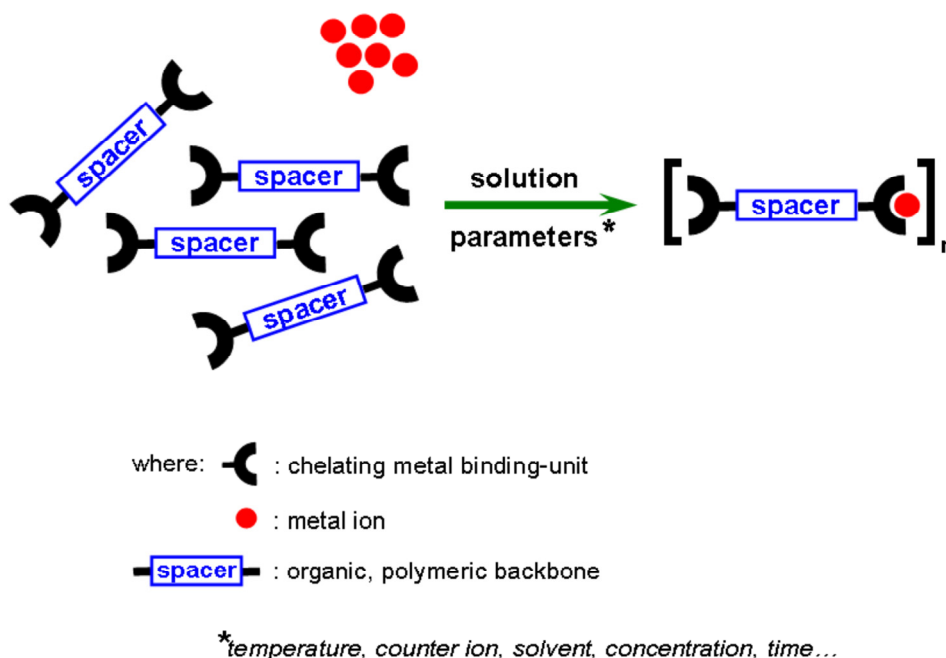 spacer
spacer
spacer
spacer
solution
parameters*
[spacer]
where: : chelating metal binding-unit
: metal ion
spacer : organic, polymeric backbone
*temperature, counter ion, solvent, concentration, time...